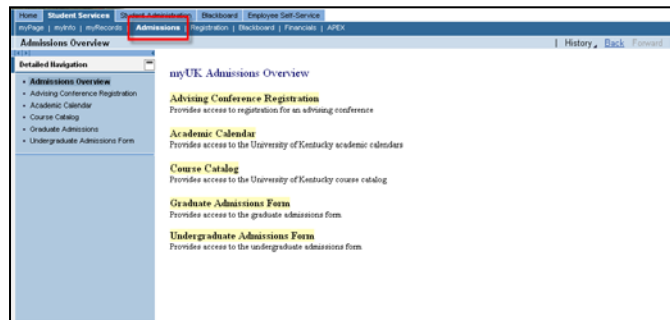 Home Student Services Student Administration Blackboard Employee Self-Service
myPage | myInfo | myRecords Admissions | Registration | Blackboard | Financials | APEX
Admissions Overview | History Back Forward
Detailed Navigation
• Admissions Overview
• Advising Conference Registration
• Academic Calendar
• Course Catalog
• Graduate Admissions
• Undergraduate Admissions Form
myUK Admissions Overview
Advising Conference Registration
Provides access to registration for an advising conference
Academic Calendar
Provides access to the University of Kentucky academic calendars
Course Catalog
Provides access to the University of Kentucky course catalog
Graduate Admissions Form
Provides access to the graduate admissions form
Undergraduate Admissions Form
Provides access to the undergraduate admissions form